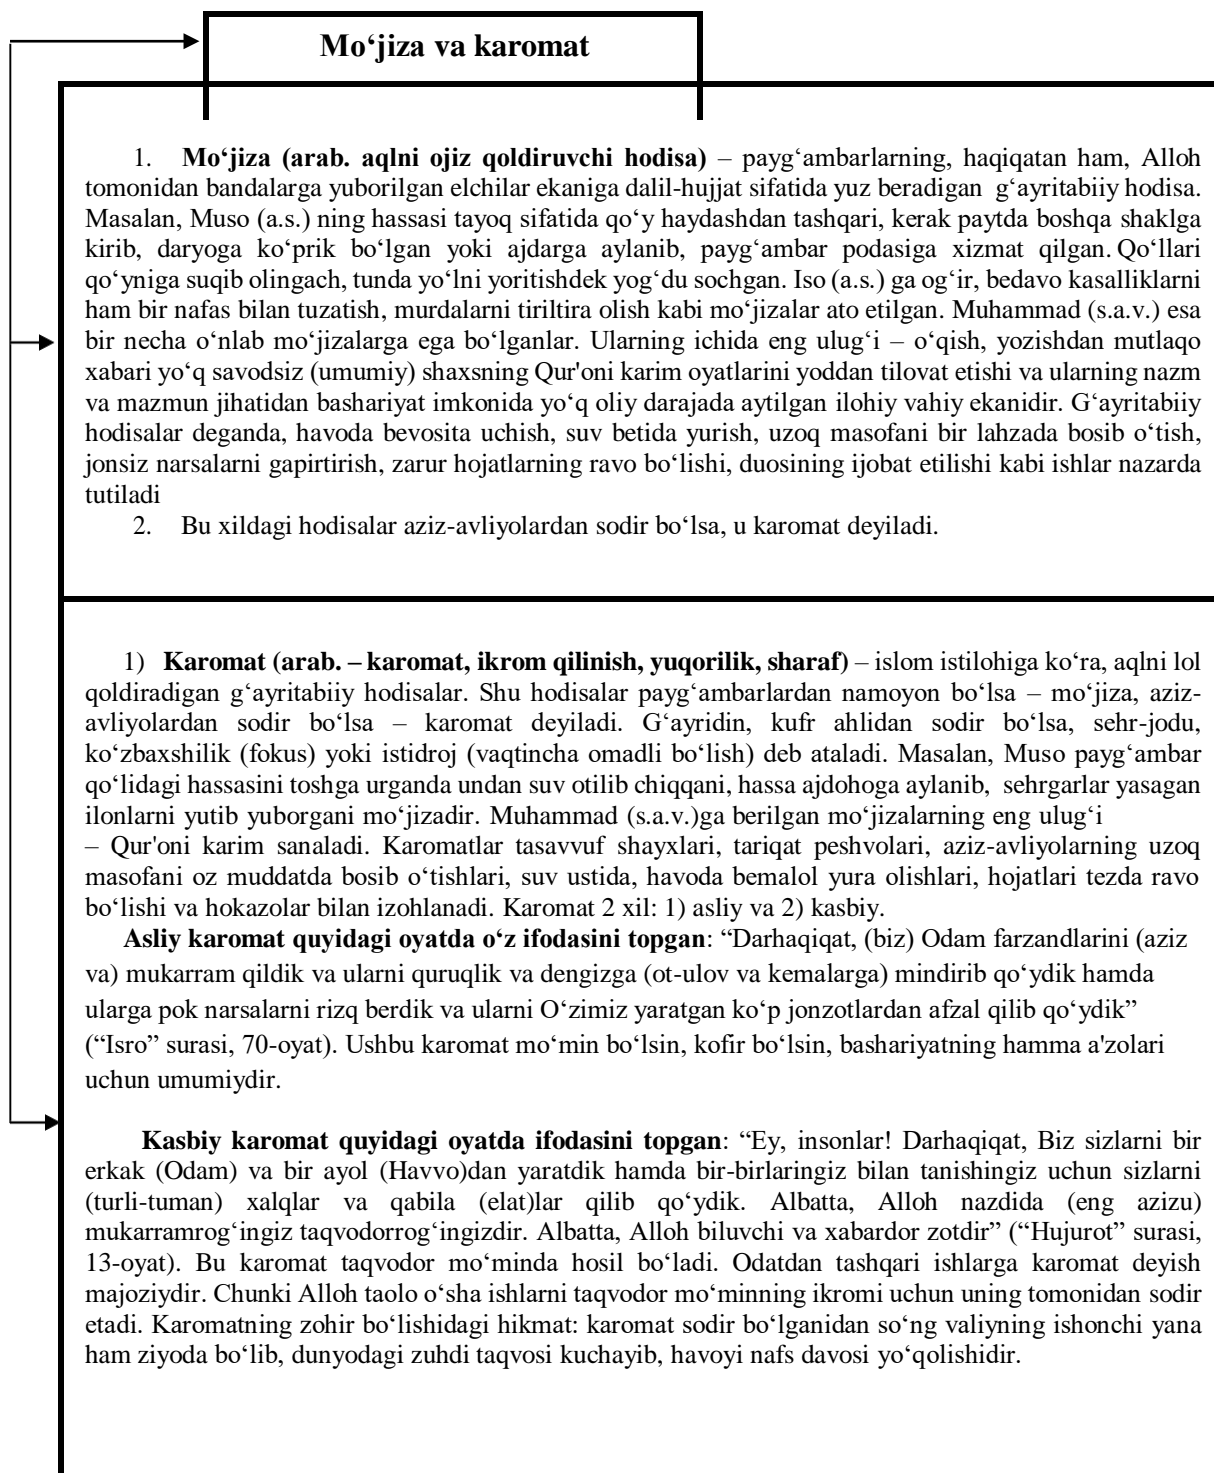 Mo‘jiza va karomat
1. Mo‘jiza (arab. aqlni ojiz qoldiruvchi hodisa) – payg‘ambarlarning, haqiqatan ham, Alloh
tomonidan bandalarga yuborilgan elchilar ekaniga dalil-hujjat sifatida yuz beradigan g‘ayritabiiy hodisa.
Masalan, Muso (a.s.) ning hassasi tayoq sifatida qo‘y haydashdan tashqari, kerak paytda boshqa shaklga
kirib, daryoga ko‘prik bo‘lgan yoki ajdarga aylanib, payg‘ambar podasiga xizmat qilgan. Qo‘llari
qo‘yniga suqib olingach, tunda yo‘lni yoritishdek yog‘du sochgan. Iso (a.s.) ga og‘ir, bedavo kasalliklarni
ham bir nafas bilan tuzatish, murdalarni tiriltira olish kabi mo‘jizalar ato etilgan. Muhammad (s.a.v.) esa
bir necha o‘nlab mo‘jizalarga ega bo‘lganlar. Ularning ichida eng ulug‘i – o‘qish, yozishdan mutlaqo
xabari yo‘q savodsiz (umumiy) shaxsning Qur'oni karim oyatlarini yoddan tilovat etishi va ularning nazm
va mazmun jihatidan bashariyat imkonida yo‘q oliy darajada aytilgan ilohiy vahiy ekanidir. G‘ayritabiiy
hodisalar deganda, havoda bevosita uchish, suv betida yurish, uzoq masofani bir lahzada bosib o‘tish,
jonsiz narsalarni gapirtirish, zarur hojatlarning ravo bo‘lishi, duosining ijobat etilishi kabi ishlar nazarda
tutiladi
2. Bu xildagi hodisalar aziz-avliyolardan sodir bo‘lsa, u karomat deyiladi.
1) Karomat (arab. – karomat, ikrom qilinish, yuqorilik, sharaf) – islom istilohiga ko‘ra, aqlni lol
qoldiradigan g‘ayritabiiy hodisalar. Shu hodisalar payg‘ambarlardan namoyon bo‘lsa – mo‘jiza, aziz-
avliyolardan sodir bo‘lsa – karomat deyiladi. G‘ayridin, kufr ahlidan sodir bo‘lsa, sehr-jodu,
ko‘zbaxshilik (fokus) yoki istidroj (vaqtincha omadli bo‘lish) deb ataladi. Masalan, Muso payg‘ambar
qo‘lidagi hassasini toshga urganda undan suv otilib chiqqani, hassa ajdohoga aylanib, sehrgarlar yasagan
ilonlarni yutib yuborgani mo‘jizadir. Muhammad (s.a.v.)ga berilgan mo‘jizalarning eng ulug‘i
– Qur'oni karim sanaladi. Karomatlar tasavvuf shayxlari, tariqat peshvolari, aziz-avliyolarning uzoq
masofani oz muddatda bosib o‘tishlari, suv ustida, havoda bemalol yura olishlari, hojatlari tezda ravo
bo‘lishi va hokazolar bilan izohlanadi. Karomat 2 xil: 1) asliy va 2) kasbiy.
Asliy karomat quyidagi oyatda o‘z ifodasini topgan: “Darhaqiqat, (biz) Odam farzandlarini (aziz
va) mukarram qildik va ularni quruqlik va dengizga (ot-ulov va kemalarga) mindirib qo‘ydik hamda
ularga pok narsalarni rizq berdik va ularni O‘zimiz yaratgan ko‘p jonzotlardan afzal qilib qo‘ydik”
(“Isro” surasi, 70-oyat). Ushbu karomat mo‘min bo‘lsin, kofir bo‘lsin, bashariyatning hamma a'zolari
uchun umumiydir.
Kasbiy karomat quyidagi oyatda ifodasini topgan: “Ey, insonlar! Darhaqiqat, Biz sizlarni bir
erkak (Odam) va bir ayol (Havvo)dan yaratdik hamda bir-birlaringiz bilan tanishingiz uchun sizlarni
(turli-tuman) xalqlar va qabila (elat)lar qilib qo‘ydik. Albatta, Alloh nazdida (eng azizu)
mukarramrog‘ingiz taqvodorrog‘ingizdir. Albatta, Alloh biluvchi va xabardor zotdir” (“Hujurot” surasi,
13-oyat). Bu karomat taqvodor mo‘minda hosil bo‘ladi. Odatdan tashqari ishlarga karomat deyish
majoziydir. Chunki Alloh taolo o‘sha ishlarni taqvodor mo‘minning ikromi uchun uning tomonidan sodir
etadi. Karomatning zohir bo‘lishidagi hikmat: karomat sodir bo‘lganidan so‘ng valiyning ishonchi yana
ham ziyoda bo‘lib, dunyodagi zuhdi taqvosi kuchayib, havoyi nafs davosi yo‘qolishidir.